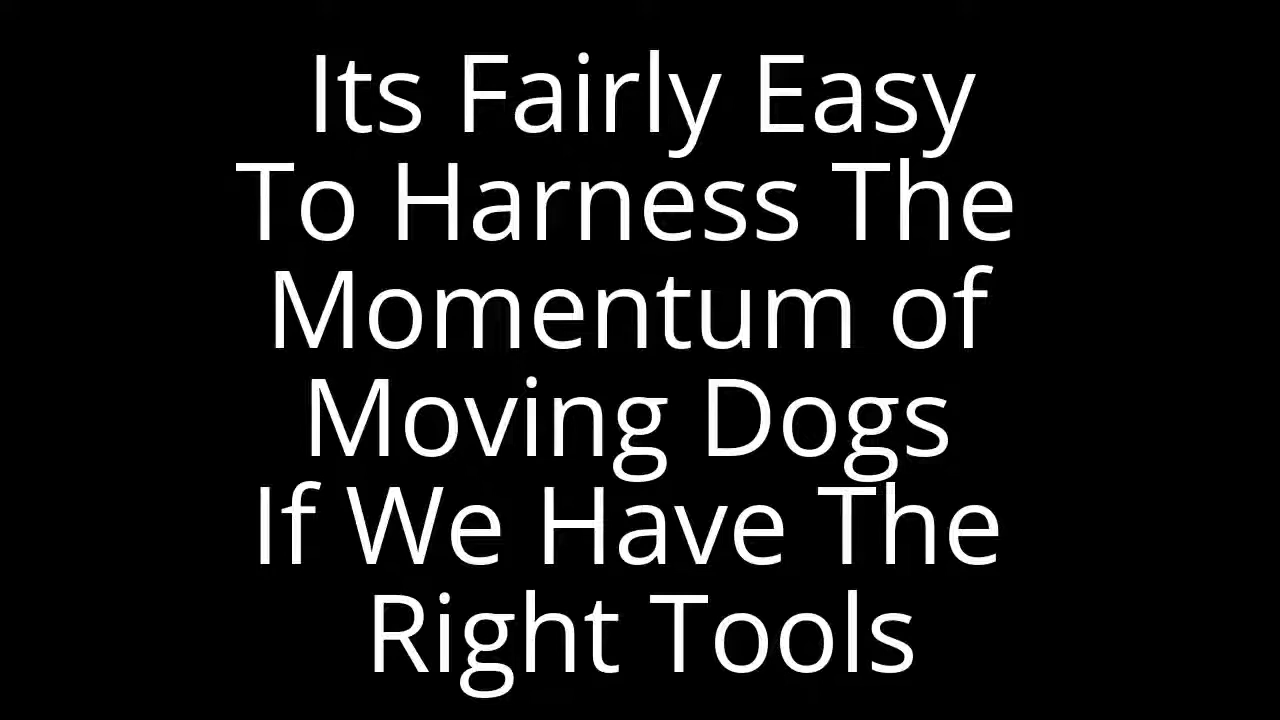 Its Fairly Easy
To Harness The
Momentum of
Moving Dogs
If We Have The
Right Tools